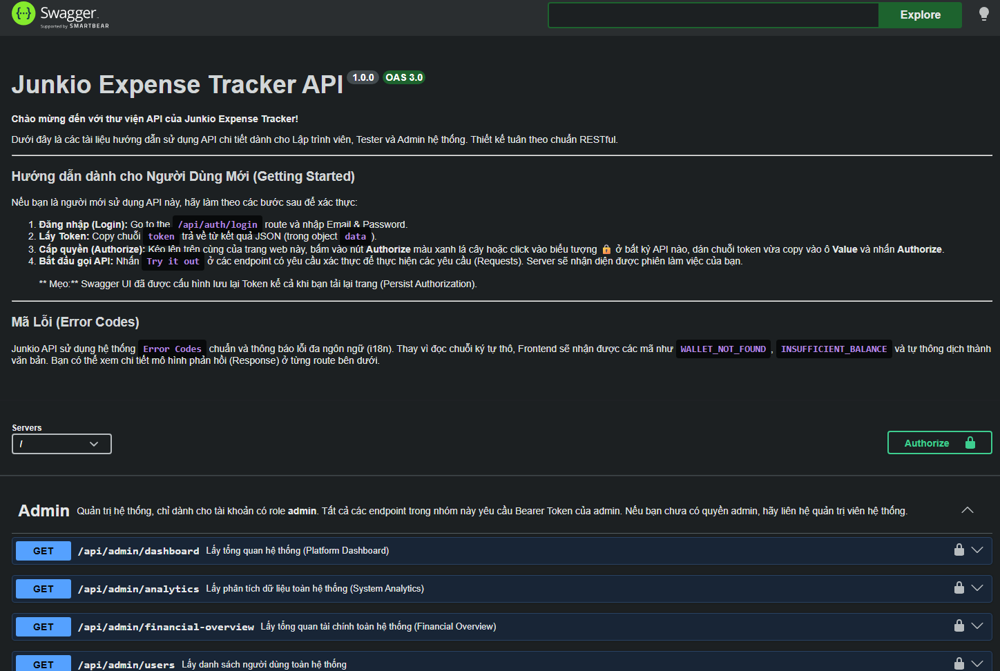 Swagger.
Supported by SMARTBEAR
Explore
Junkio Expense Tracker API 1.0.0 OAS 3.0
Chào mừng đến với thư viện API của Junkio Expense Tracker!
Dưới đây là các tài liệu hướng dẫn sử dụng API chi tiết dành cho Lập trình viên, Tester và Admin hệ thống. Thiết kế tuân theo chuẩn RESTful.
Hướng dẫn dành cho Người Dùng Mới (Getting Started)
Nếu bạn là người mới sử dụng API này, hãy làm theo các bước sau để xác thực:
1. Đăng nhập (Login): Go to the /api/auth/login route và nhập Email & Password.
2. Lấy Token: Copy chuỗi token trả về từ kết quả JSON (trong object data ).
3. Cấp quyền (Authorize): Kéo lên trên cùng của trang web này, bấm vào nút Authorize màu xanh lá cây hoặc click vào biểu tượng 🔒 ở bất kỳ API nào, dán chuỗi token vừa copy vào ô Value và nhấn Authorize.
4. Bắt đầu gọi API: Nhấn Try it out ở các endpoint có yêu cầu xác thực để thực hiện các yêu cầu (Requests). Server sẽ nhận diện được phiên làm việc của bạn.
** Mẹo:** Swagger UI đã được cấu hình lưu lại Token kể cả khi bạn tải lại trang (Persist Authorization).
Mã Lỗi (Error Codes)
Junkio API sử dụng hệ thống Error Codes chuẩn và thông báo lỗi đa ngôn ngữ (i18n). Thay vì đọc chuỗi ký tự thô, Frontend sẽ nhận được các mã như WALLET_NOT_FOUND , INSUFFICIENT_BALANCE và tự thông dịch thành
văn bản. Bạn có thể xem chi tiết mô hình phản hồi (Response) ở từng route bên dưới.
Servers
/
Authorize
Admin Quản trị hệ thống, chỉ dành cho tài khoản có role admin. Tất cả các endpoint trong nhóm này yêu cầu Bearer Token của admin. Nếu bạn chưa có quyền admin, hãy liên hệ quản trị viên hệ thống.
GET /api/admin/dashboard Lấy tổng quan hệ thống (Platform Dashboard)
GET /api/admin/analytics Lấy phân tích dữ liệu toàn hệ thống (System Analytics)
GET /api/admin/financial-overview Lấy tổng quan tài chính toàn hệ thống (Financial Overview)
GET /api/admin/users Lấy danh sách người dùng toàn hệ thống